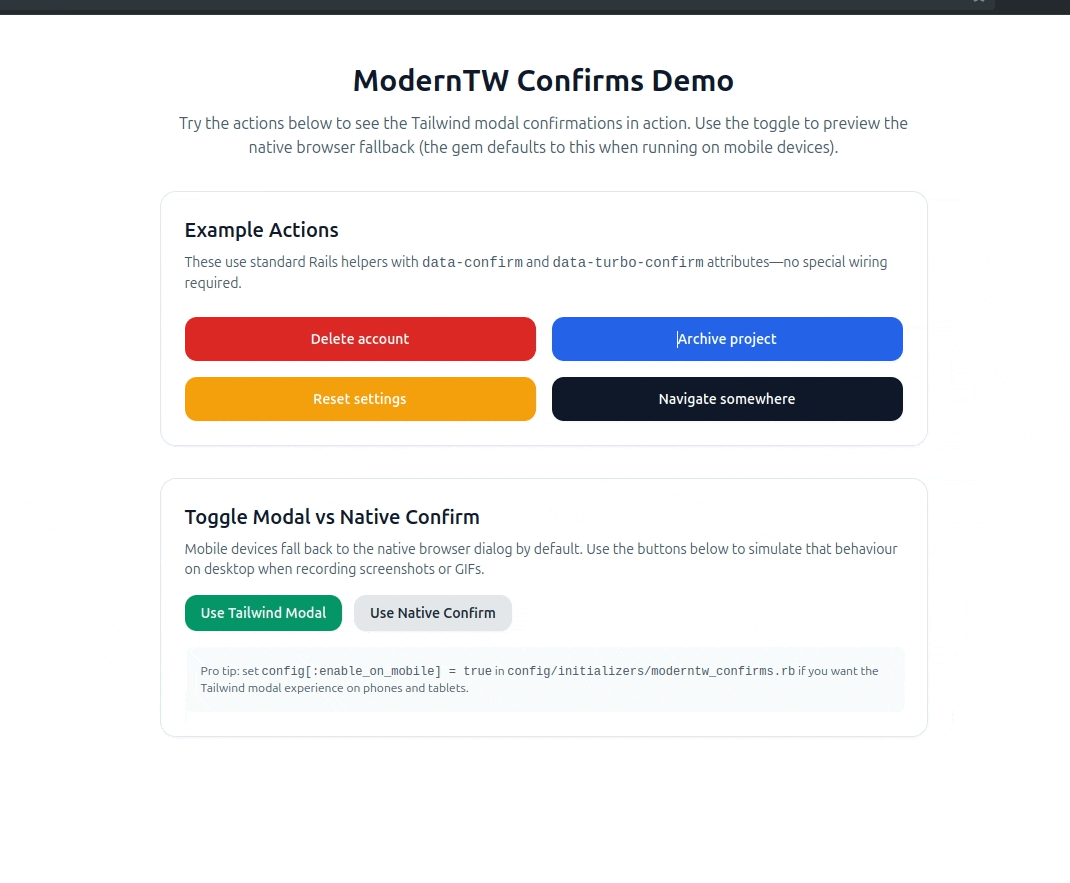 ModernTW Confirms Demo
Try the actions below to see the Tailwind modal confirmations in action. Use the toggle to preview the
native browser fallback (the gem defaults to this when running on mobile devices).
Example Actions
These use standard Rails helpers with data-confirm and data-turbo-confirm attributes—no special wiring
required.
Delete account
Archive project
Reset settings
Navigate somewhere
Toggle Modal vs Native Confirm
Mobile devices fall back to the native browser dialog by default. Use the buttons below to simulate that behaviour
on desktop when recording screenshots or GIFs.
Use Tailwind Modal
Use Native Confirm
Pro tip: set config[:enable_on_mobile] = true in config/initializers/moderntw_confirms.rb if you want the
Tailwind modal experience on phones and tablets.